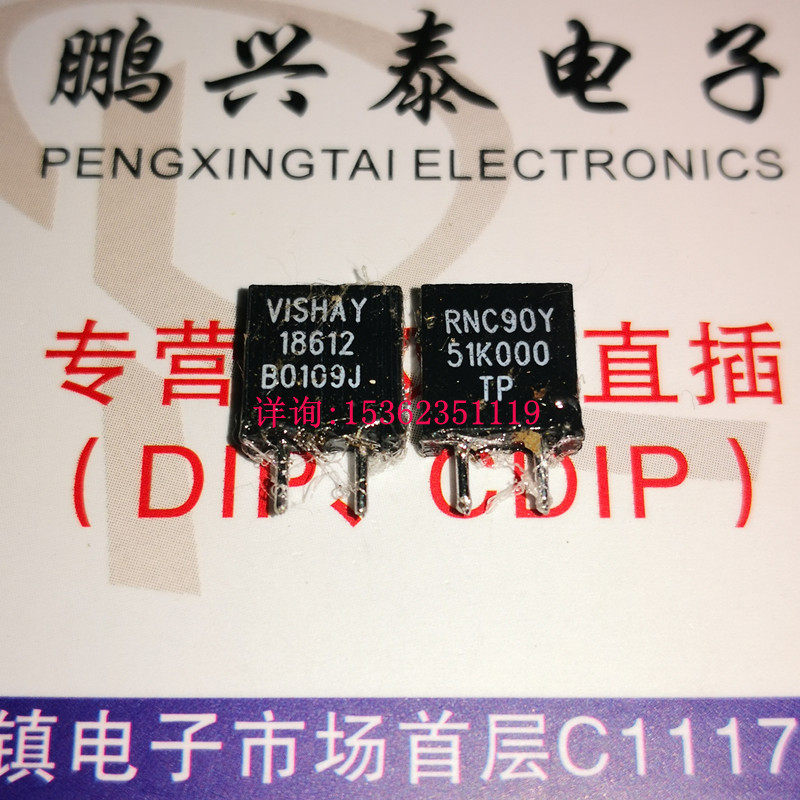 鹏兴泰电子
PENGXINGTAI ELECTRONICS
VISHAY
18612
B0109J
RNC90Y
51K000
TP
专营 直插
详询:15362351119
(DIP、CDIP)
镇电子市场首层C1117